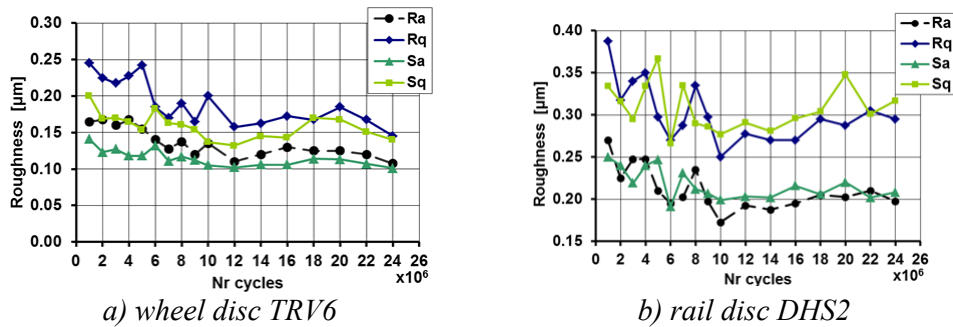 0.30
0.25
0.20
0.15
0.10
0.05
0.00
Roughness [µm]
0 2 4 6 8 10 12 14 16 18 20 22 24 26
Nr cycles
x10⁶
Ra
Rq
Sa
Sq
a) wheel disc TRV6
0.40
0.35
0.30
0.25
0.20
0.15
Roughness [µm]
0 2 4 6 8 10 12 14 16 18 20 22 24 26
Nr cycles
x10⁶
Ra
Rq
Sa
Sq
b) rail disc DHS2